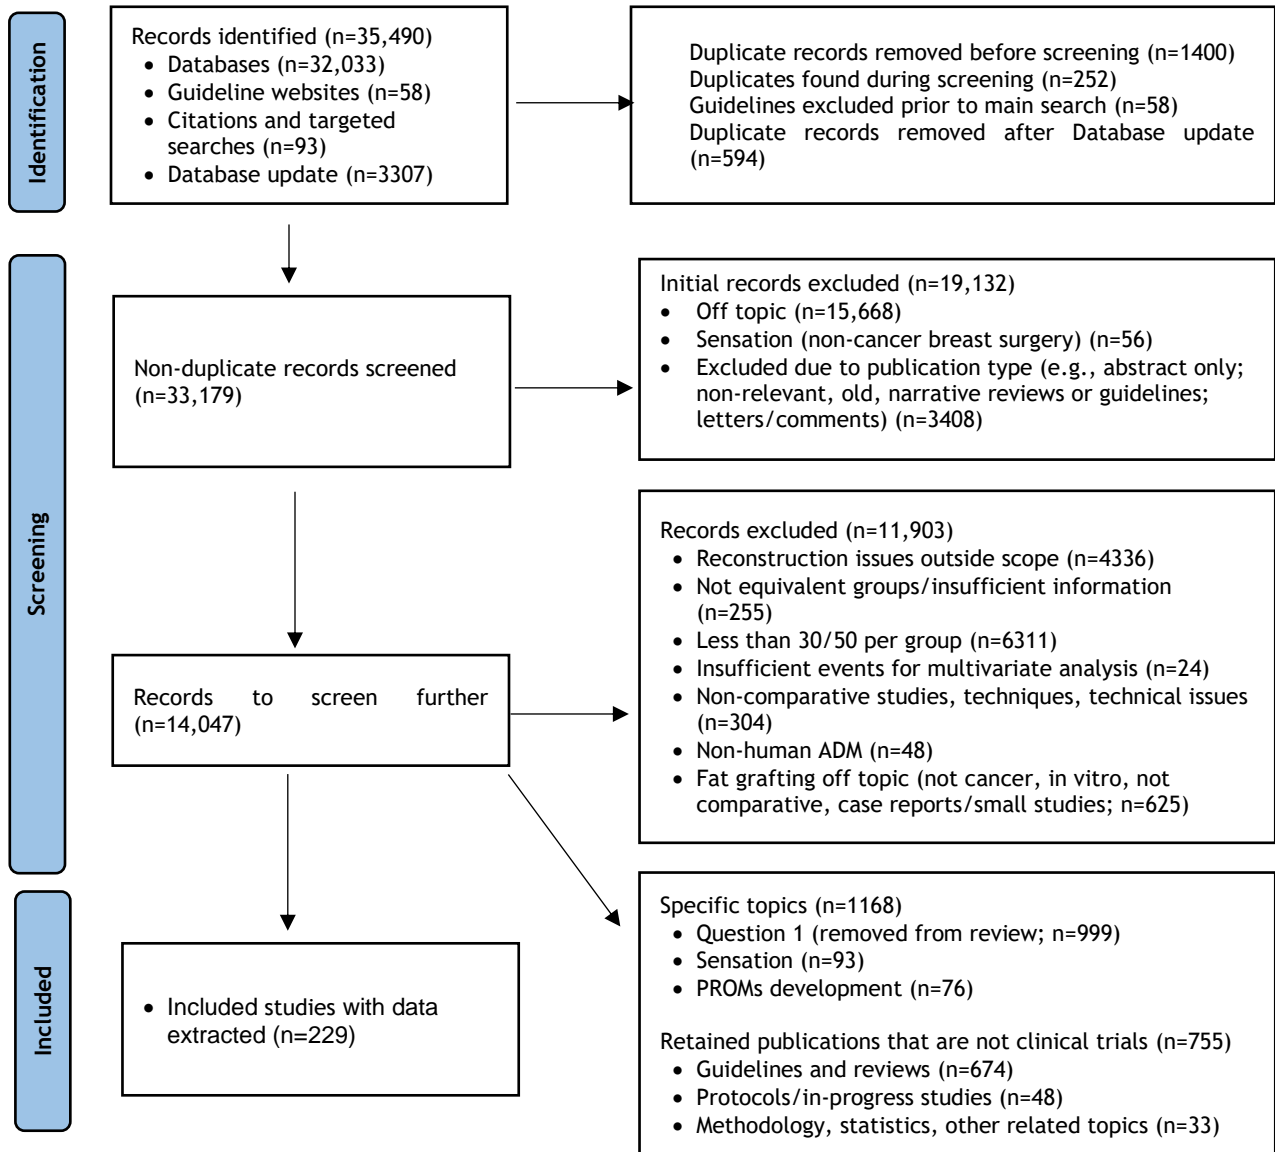 Identification
Records identified (n=35,490)
• Databases (n=32,033)
• Guideline websites (n=58)
• Citations and targeted
searches (n=93)
• Database update (n=3307)
Duplicate records removed before screening (n=1400)
Duplicates found during screening (n=252)
Guidelines excluded prior to main search (n=58)
Duplicate records removed after Database update
(n=594)
Screening
Non-duplicate records screened
(n=33,179)
Initial records excluded (n=19,132)
• Off topic (n=15,668)
• Sensation (non-cancer breast surgery) (n=56)
• Excluded due to publication type (e.g., abstract only;
non-relevant, old, narrative reviews or guidelines;
letters/comments) (n=3408)
Records to screen further
(n=14,047)
Records excluded (n=11,903)
• Reconstruction issues outside scope (n=4336)
• Not equivalent groups/insufficient information
(n=255)
• Less than 30/50 per group (n=6311)
• Insufficient events for multivariate analysis (n=24)
• Non-comparative studies, techniques, technical issues
(n=304)
• Non-human ADM (n=48)
• Fat grafting off topic (not cancer, in vitro, not
comparative, case reports/small studies; n=625)
Included
• Included studies with data
extracted (n=229)
Specific topics (n=1168)
• Question 1 (removed from review; n=999)
• Sensation (n=93)
• PROMs development (n=76)
Retained publications that are not clinical trials (n=755)
• Guidelines and reviews (n=674)
• Protocols/in-progress studies (n=48)
• Methodology, statistics, other related topics (n=33)